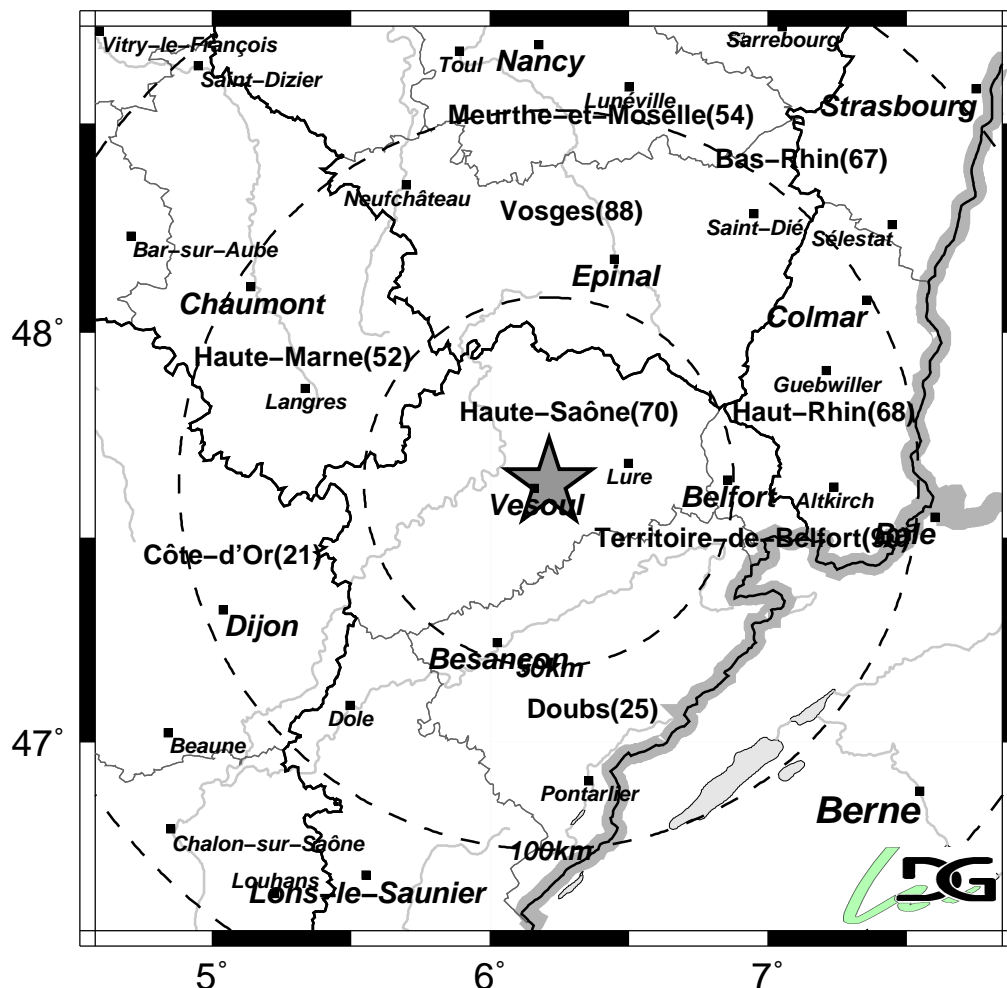 Vitry–le–François
Saint–Dizier
Toul
Nancy
Sarrebourg
Lunéville
Strasbourg
Meurthe–et–Moselle(54)
Bas–Rhin(67)
Neufchâteau
Vosges(88)
Saint–Dié
Sélestat
Bar–sur–Aube
Epinal
Chaumont
Colmar
48°
Haute–Marne(52)
Guebwiller
Langres
Haute–Saône(70)
Haut–Rhin(68)
Lure
Vesoul
Belfort
Altkirch
Territoire–de–Belfort(90)
Bâle
Côte–d'Or(21)
Dijon
Besançon
50km
Doubs(25)
Dole
47°
Beaune
Pontarlier
Berne
Chalon–sur–Saône
100km
Louhans
Lons–le–Saunier
LDG
5°
6°
7°